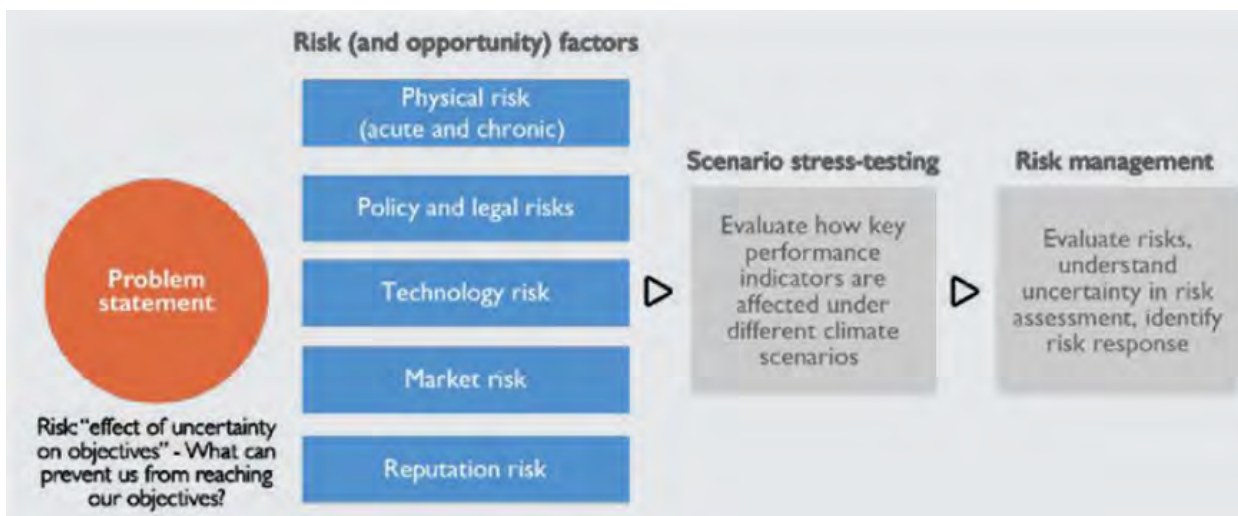 Risk (and opportunity) factors
Physical risk
(acute and chronic)
Policy and legal risks
Technology risk
Market risk
Reputation risk
Problem
statement
Risk: "effect of uncertainty
on objectives" - What can
prevent us from reaching
our objectives?
Scenario stress-testing
Evaluate how key
performance
indicators are
affected under
different climate
scenarios
Risk management
Evaluate risks,
understand
uncertainty in risk
assessment, identify
risk response